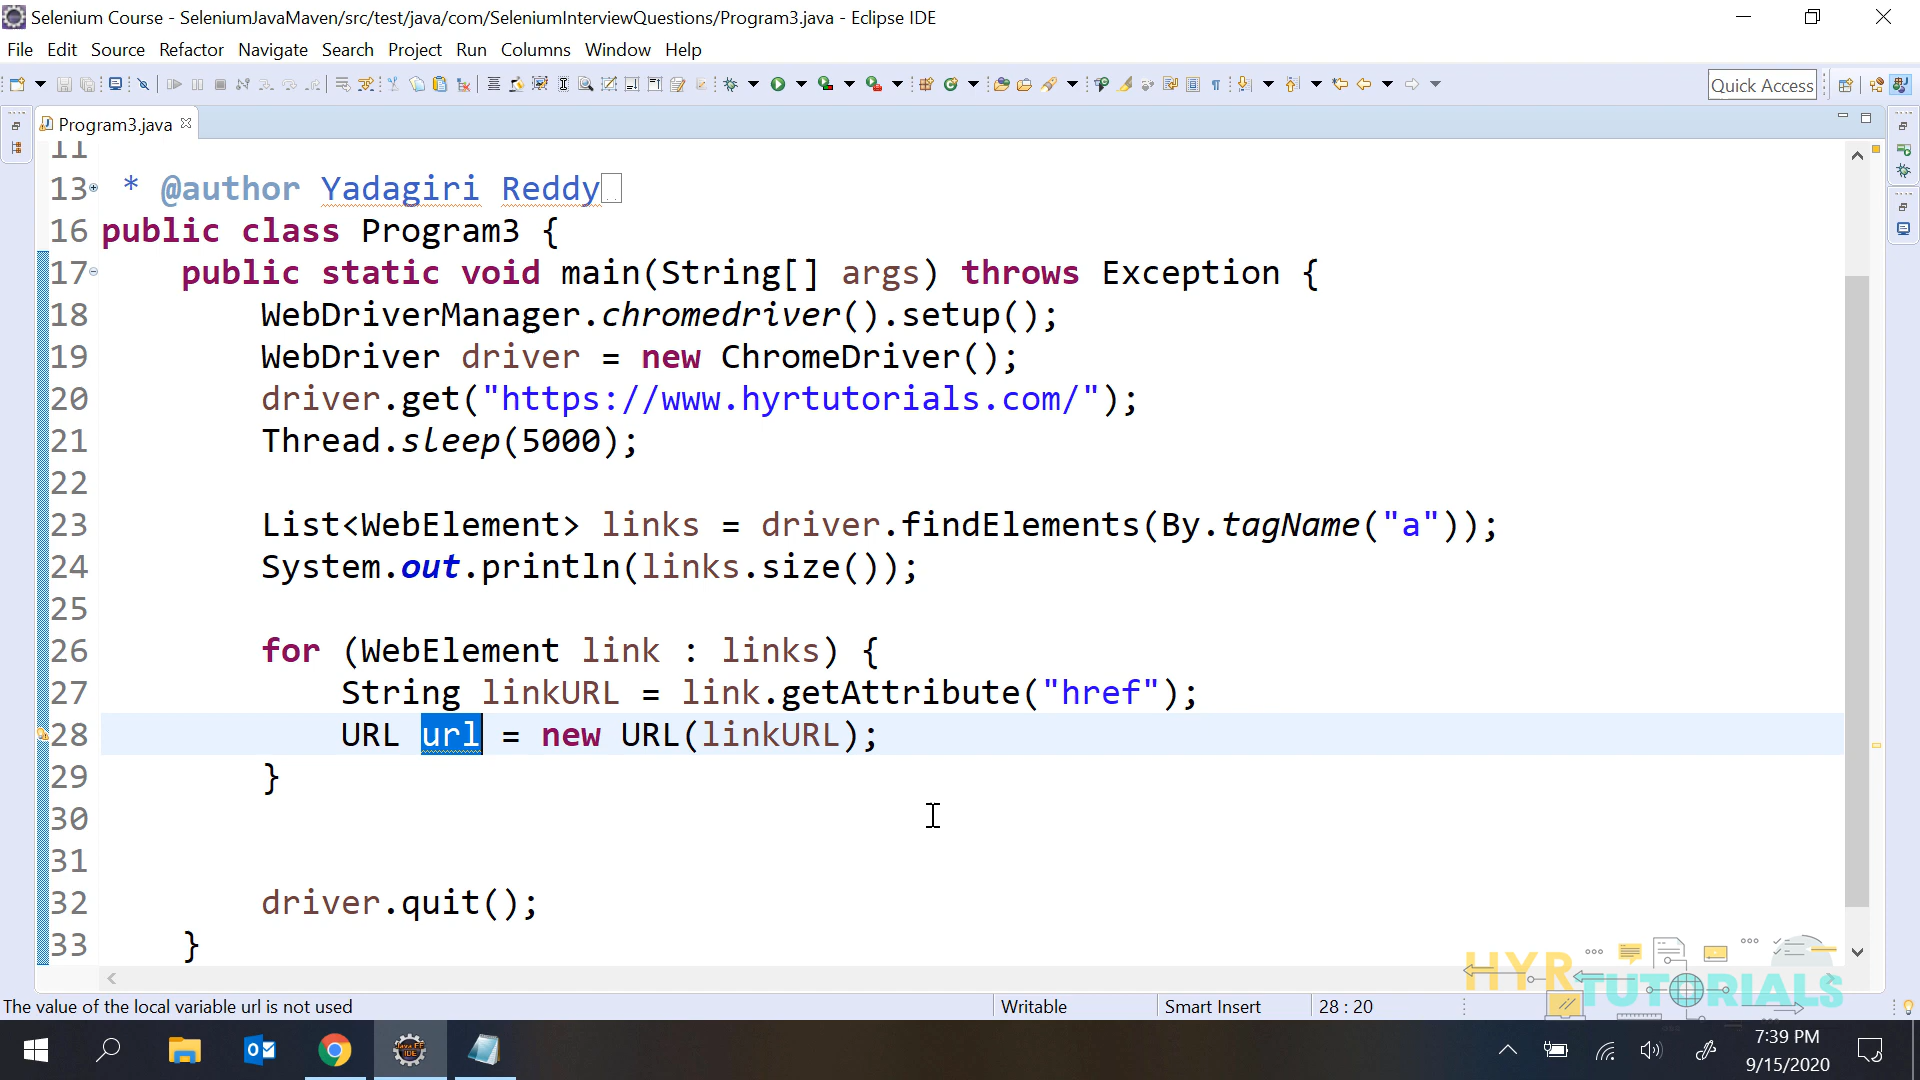 Selenium Course - SeleniumJavaMaven/src/test/java/com/SeleniumInterviewQuestions/Program3.java - Eclipse IDE
File Edit Source Refactor Navigate Search Project Run Columns Window Help
Quick Access
Program3.java
11
13 * @author Yadagiri Reddy
16 public class Program3 {
17 public static void main(String[] args) throws Exception {
18 WebDriverManager.chromedriver().setup();
19 WebDriver driver = new ChromeDriver();
20 driver.get("https://www.hyrtutorials.com/");
21 Thread.sleep(5000);
22
23 List<WebElement> links = driver.findElements(By.tagName("a"));
24 System.out.println(links.size());
25
26 for (WebElement link : links) {
27 String linkURL = link.getAttribute("href");
28 URL url = new URL(linkURL);
29 }
30
31
32 driver.quit();
33 }
HYR TUTORIALS
The value of the local variable url is not used Writable Smart Insert 28 : 20
7:39 PM
9/15/2020